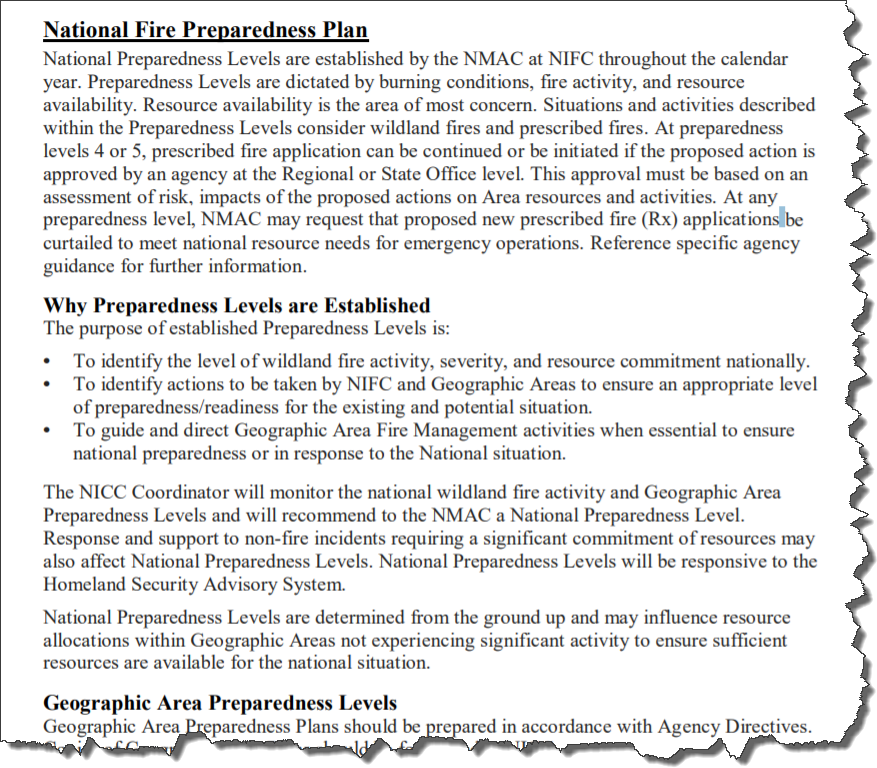 National Fire Preparedness Plan
National Preparedness Levels are established by the NMAC at NIFC throughout the calendar
year. Preparedness Levels are dictated by burning conditions, fire activity, and resource
availability. Resource availability is the area of most concern. Situations and activities described
within the Preparedness Levels consider wildland fires and prescribed fires. At preparedness
levels 4 or 5, prescribed fire application can be continued or be initiated if the proposed action is
approved by an agency at the Regional or State Office level. This approval must be based on an
assessment of risk, impacts of the proposed actions on Area resources and activities. At any
preparedness level, NMAC may request that proposed new prescribed fire (Rx) applications be
curtailed to meet national resource needs for emergency operations. Reference specific agency
guidance for further information.
Why Preparedness Levels are Established
The purpose of established Preparedness Levels is:
• To identify the level of wildland fire activity, severity, and resource commitment nationally.
• To identify actions to be taken by NIFC and Geographic Areas to ensure an appropriate level
of preparedness/readiness for the existing and potential situation.
• To guide and direct Geographic Area Fire Management activities when essential to ensure
national preparedness or in response to the National situation.
The NICC Coordinator will monitor the national wildland fire activity and Geographic Area
Preparedness Levels and will recommend to the NMAC a National Preparedness Level.
Response and support to non-fire incidents requiring a significant commitment of resources may
also affect National Preparedness Levels. National Preparedness Levels will be responsive to the
Homeland Security Advisory System.
National Preparedness Levels are determined from the ground up and may influence resource
allocations within Geographic Areas not experiencing significant activity to ensure sufficient
resources are available for the national situation.
Geographic Area Preparedness Levels
Geographic Area Preparedness Plans should be prepared in accordance with Agency Directives.